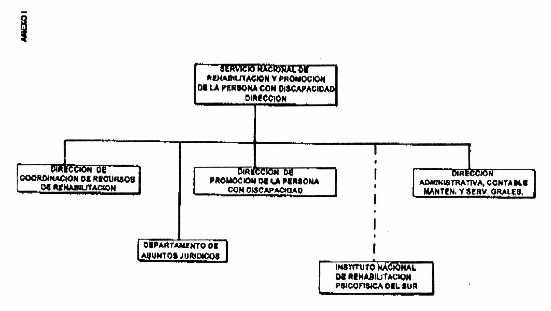 ANEXO I
SERVICIO NACIONAL DE
REHABILITACION Y PROMOCION
DE LA PERSONA CON DISCAPACIDAD
DIRECCION
DIRECCION DE
COORDINACION DE RECURSOS
DE REHABILITACION
DIRECCION DE
PROMOCION DE LA PERSONA
CON DISCAPACIDAD
DIRECCION
ADMINISTRATIVA, CONTABLE
MANTEN. Y SERV. GRALES.
DEPARTAMENTO DE
ASUNTOS JURIDICOS
INSTITUTO NACIONAL
DE REHABILITACION
PSICOFISICA DEL SUR